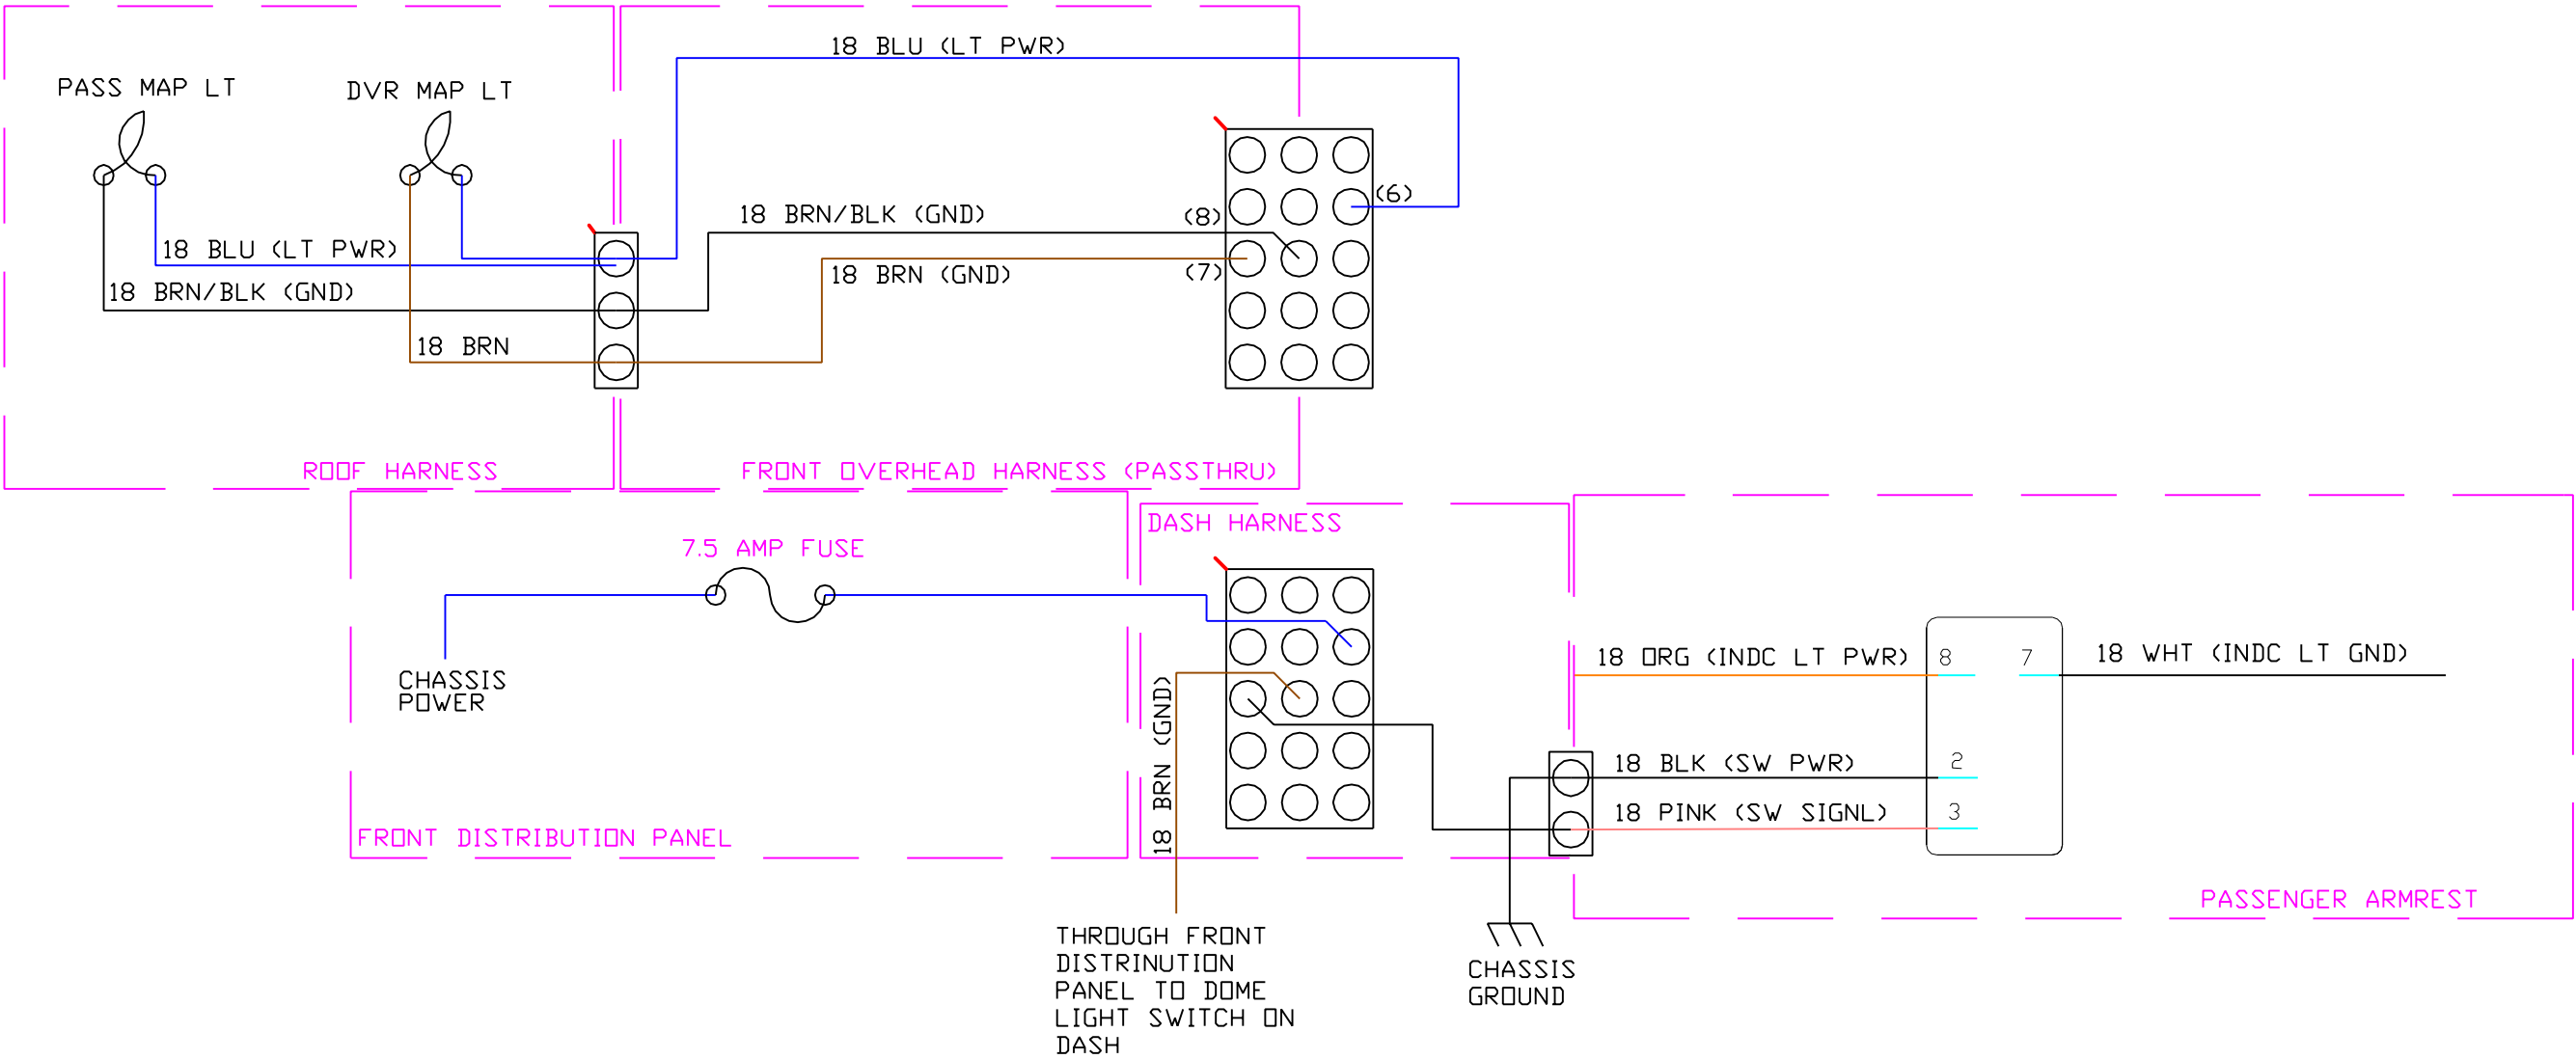 18 BLU (LT PWR)
PASS MAP LT
DVR MAP LT
(6)
18 BRN/BLK (GND)
(8)
18 BLU (LT PWR)
18 BRN (GND)
(7)
18 BRN/BLK (GND)
18 BRN
ROOF HARNESS
FRONT OVERHEAD HARNESS (PASSTHRU)
DASH HARNESS
7.5 AMP FUSE
CHASSIS
POWER
18 BRN (GND)
FRONT DISTRIBUTION PANEL
18 ORG (INDC LT PWR)
8
7
18 WHT (INDC LT GND)
18 BLK (SW PWR)
2
18 PINK (SW SIGNL)
3
PASSENGER ARMREST
THROUGH FRONT
DISTRINUTION
PANEL TO DOME
LIGHT SWITCH ON
DASH
CHASSIS
GROUND